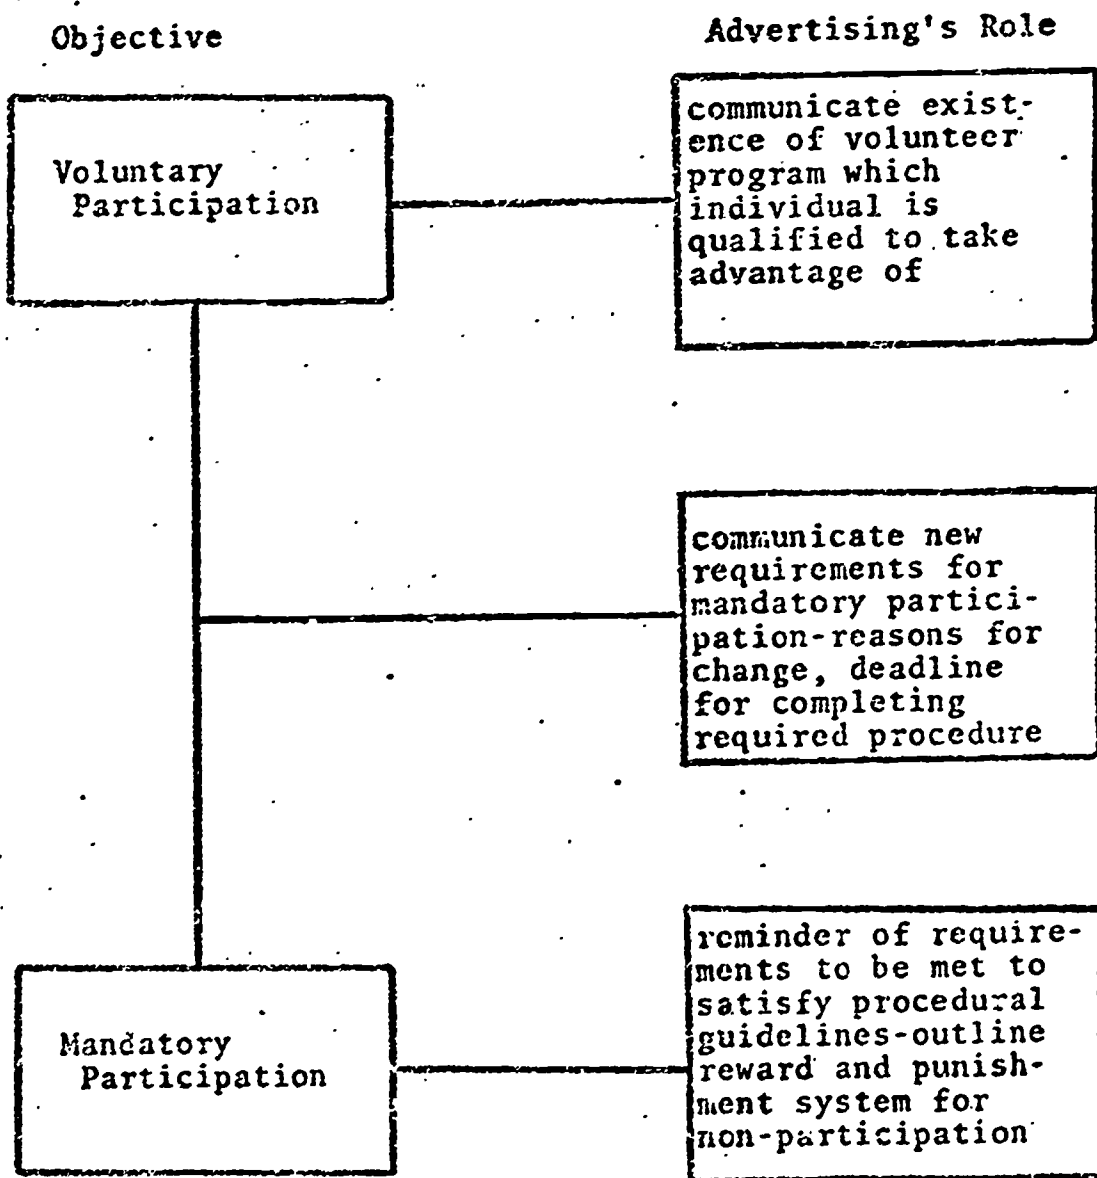 Objective
Advertising's Role
Voluntary
Participation
communicate exist-
ence of volunteer
program which
individual is
qualified to take
advantage of
communicate new
requirements for
mandatory partici-
pation-reasons for
change, deadline
for completing
required procedure
Mandatory
Participation
reminder of require-
ments to be met to
satisfy procedural
guidelines-outline
reward and punish-
ment system for
non-participation